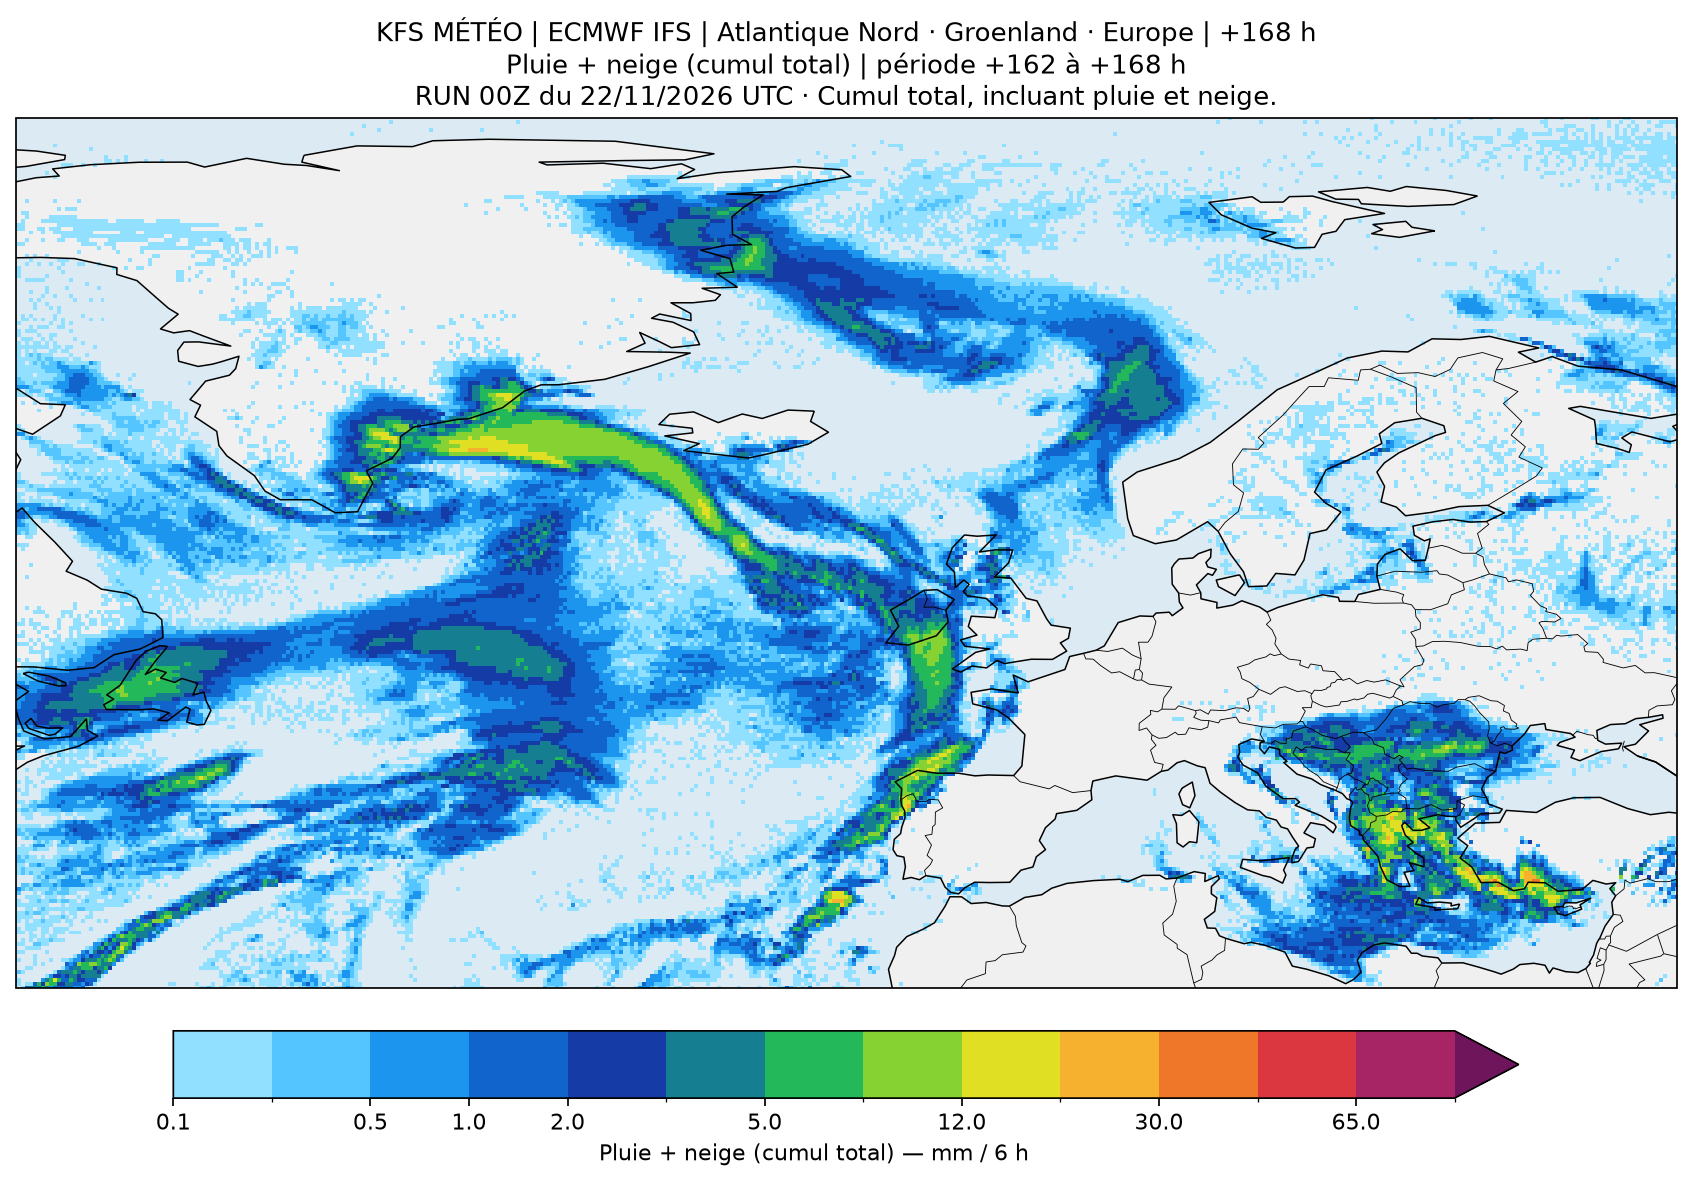 KFS MÉTÉO | ECMWF IFS | Atlantique Nord · Groenland · Europe | +168 h
Pluie + neige (cumul total) | période +162 à +168 h
RUN 00Z du 22/11/2026 UTC · Cumul total, incluant pluie et neige.
0.1 0.5 1.0 2.0 5.0 12.0 30.0 65.0
Pluie + neige (cumul total) — mm / 6 h